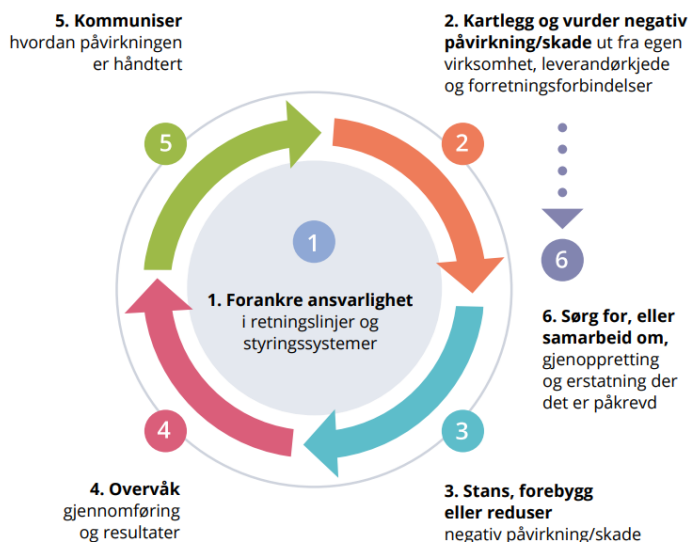 5. Kommuniser
hvordan påvirkningen
er håndtert
2. Kartlegg og vurder negativ
påvirkning/skade ut fra egen
virksomhet, leverandørkjede
og forretningsforbindelser
5
2
1
6
1. Forankre ansvarlighet
i retningslinjer og
styringssystemer
6. Sørg for, eller
samarbeid om,
gjenoppretting
og erstatning der
det er påkrevd
4
3
4. Overvåk
gjennomføring
og resultater
3. Stans, forebygg
eller reduser
negativ påvirkning/skade